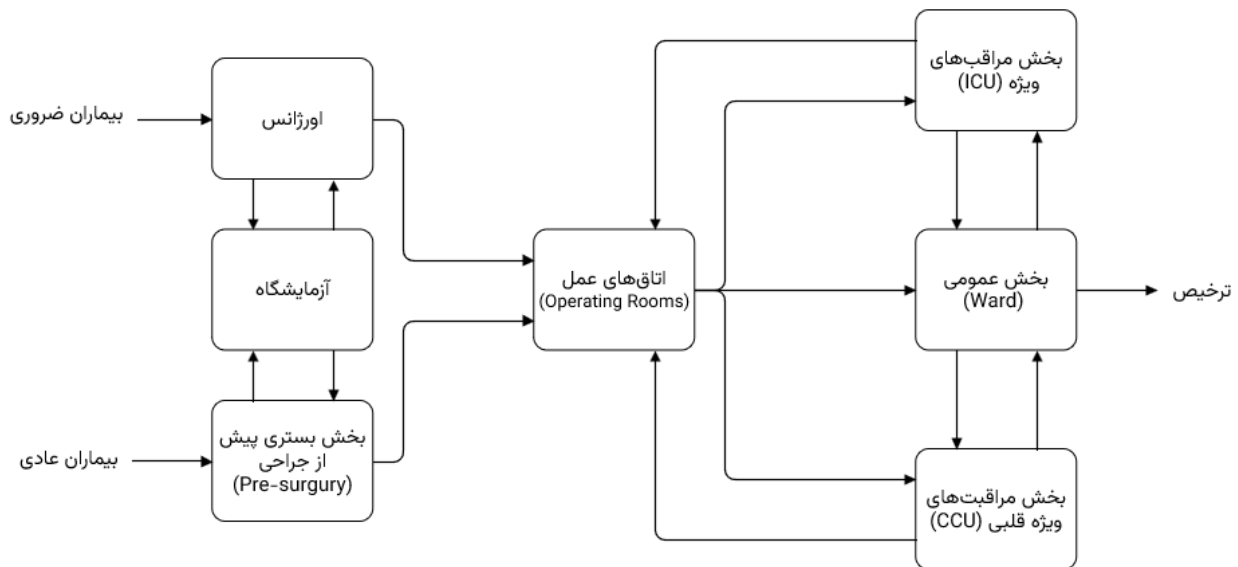 بیماران ضروری
اورژانس
آزمایشگاه
بیماران عادی
بخش بستری پیش
از جراحی
(Pre-surgury)
اتاق‌های عمل
(Operating Rooms)
بخش مراقب‌های
ویژه (ICU)
بخش عمومی
(Ward)
ترخیص
بخش مراقبت‌های
ویژه قلبی (CCU)